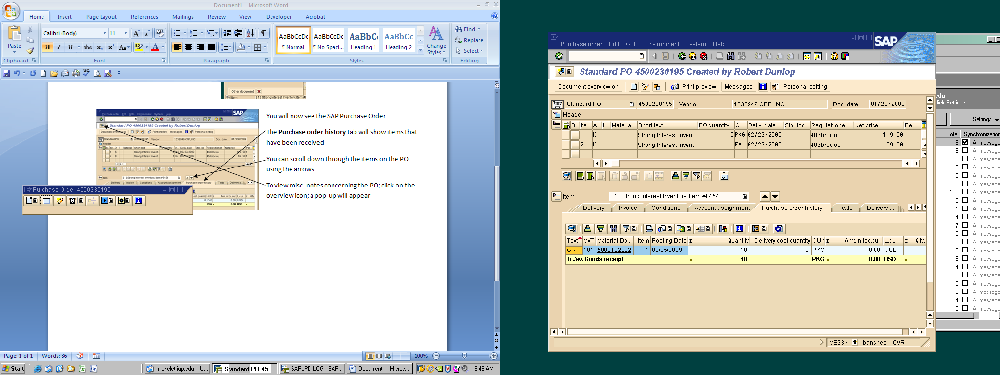 Document1 - Microsoft Word
Home Insert Page Layout References Mailings Review View Developer Acrobat
Calibri (Body) 11
Paste
AaBbCcDc AaBbCcDc AaBbC AaBbCc
¶ Normal ¶ No Spaci... Heading 1 Heading 2
Change
Styles
Find
Replace
Select
Clipboard Font Paragraph Styles Editing
Other document
Item [ 1 ] Strong Interest Inventory; Item #
Purchase order Edit Goto Environment System Help
SAP
Standard PO 4500230195 Created by Robert Dunlop
Document overview on Print preview Messages Personal setting
Standard PO 4500230195 Vendor 1038949 CPP, INC. Doc. date 01/29/2009
Header
Item [ 1 ] Strong Interest Inventory; Item #8454
Delivery Invoice Conditions Account assignment Purchase order history Texts Delivery a...
You will now see the SAP Purchase Order
The Purchase order history tab will show items that
have been received
You can scroll down through the items on the PO
using the arrows
To view misc. notes concerning the PO; click on the
overview icon; a pop-up will appear
Purchase Order 4500230195
Page: 1 of 1 Words: 86 100%
Start michelet.iup.edu - IU... Standard PO 45... SAPLPD.LOG - SAP... Document1 - Micros... 9:48 AM
Purchase order Edit Goto Environment System Help
SAP
Standard PO 4500230195 Created by Robert Dunlop
Document overview on Print preview Messages Personal setting
Standard PO 4500230195 Vendor 1038949 CPP, INC. Doc. date 01/29/2009
Header
S... Ite... A I Material Short text PO quantity O... Deliv. date Stor.loc Requisitioner Net price Per
1 K Strong Interest Invent... 10 PKG 02/23/2009 40dbrociou 119.50 1
2 K Strong Interest Invent... 1 EA 02/23/2009 40dbrociou 69.50 1
Item [ 1 ] Strong Interest Inventory; Item #8454
Delivery Invoice Conditions Account assignment Purchase order history Texts Delivery a...
Text MvT Material Do... Item Posting Date Σ Quantity Delivery cost quantity OUn Σ Amt.in loc.cur. L.cur Σ Qty.
GR 101 5000192832 1 02/05/2009 10 0 PKG 0.00 USD
Tr./ev. Goods receipt 10 PKG 0.00 USD
ME23N banshee OVR
edu
click Settings
Settings
Total Synchronization
119 All message
8 All message
9 All message
19 All message
0 All message
0 All message
103 All message
0 All message
1 All message
4 All message
17 All message
5 All message
8 All message
8 All message
19 All message
4 All message
3 All message
0 All message
6 All message
4 All message
0 All message